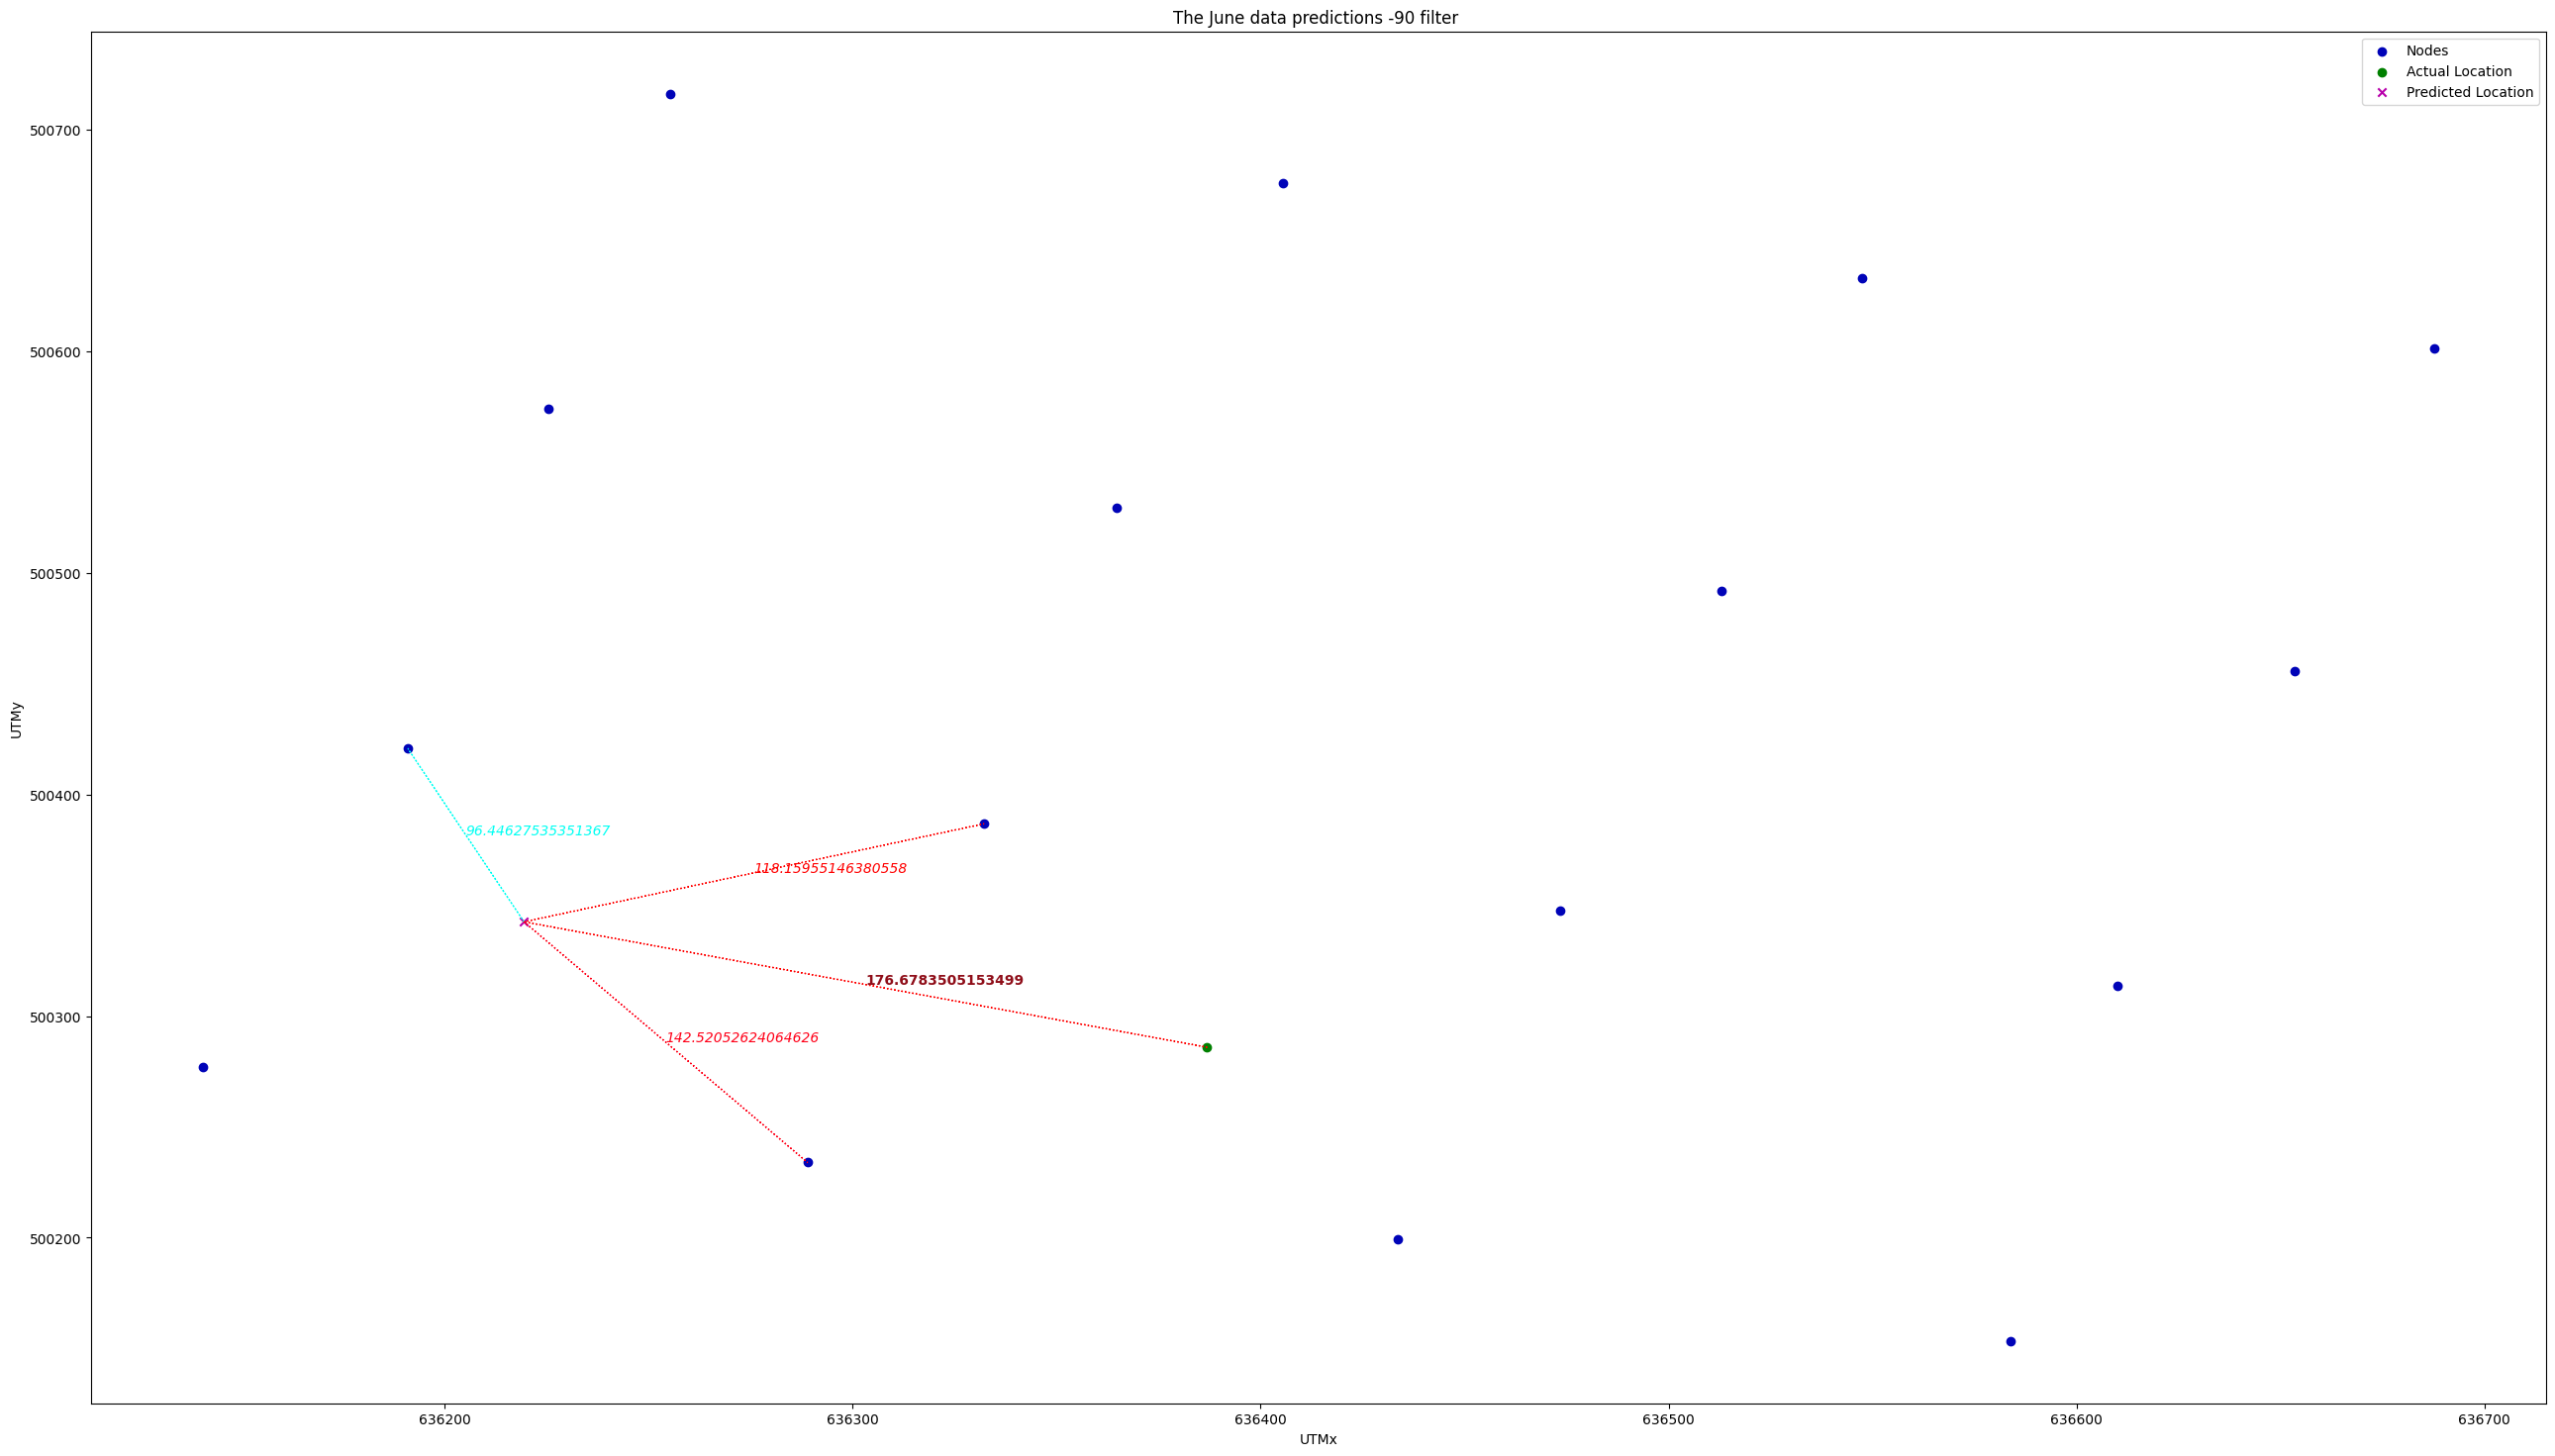 The June data predictions -90 filter
Nodes
Actual Location
Predicted Location
500700
500600
500500
500400
500300
500200
UTMy
96.44627535351367
118.15955146380558
176.6783505153499
142.52052624064626
636200
636300
636400
636500
636600
636700
UTMx